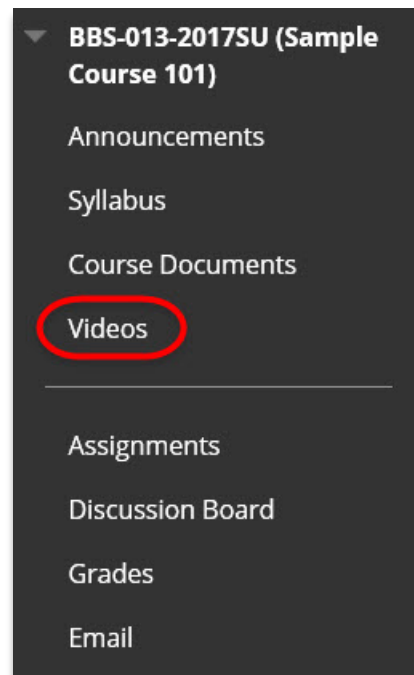 BBS-013-2017SU (Sample
Course 101)
Announcements
Syllabus
Course Documents
Videos
Assignments
Discussion Board
Grades
Email